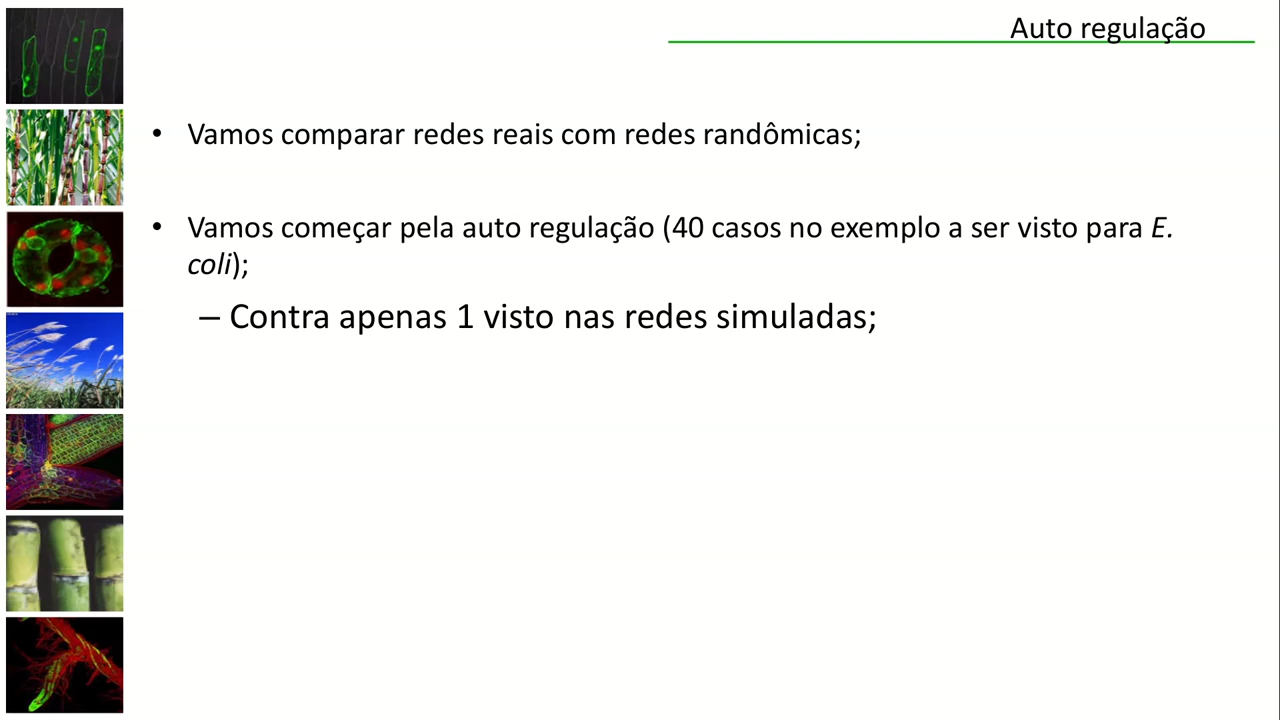 Auto regulação
• Vamos comparar redes reais com redes randômicas;
• Vamos começar pela auto regulação (40 casos no exemplo a ser visto para E.
coli);
– Contra apenas 1 visto nas redes simuladas;